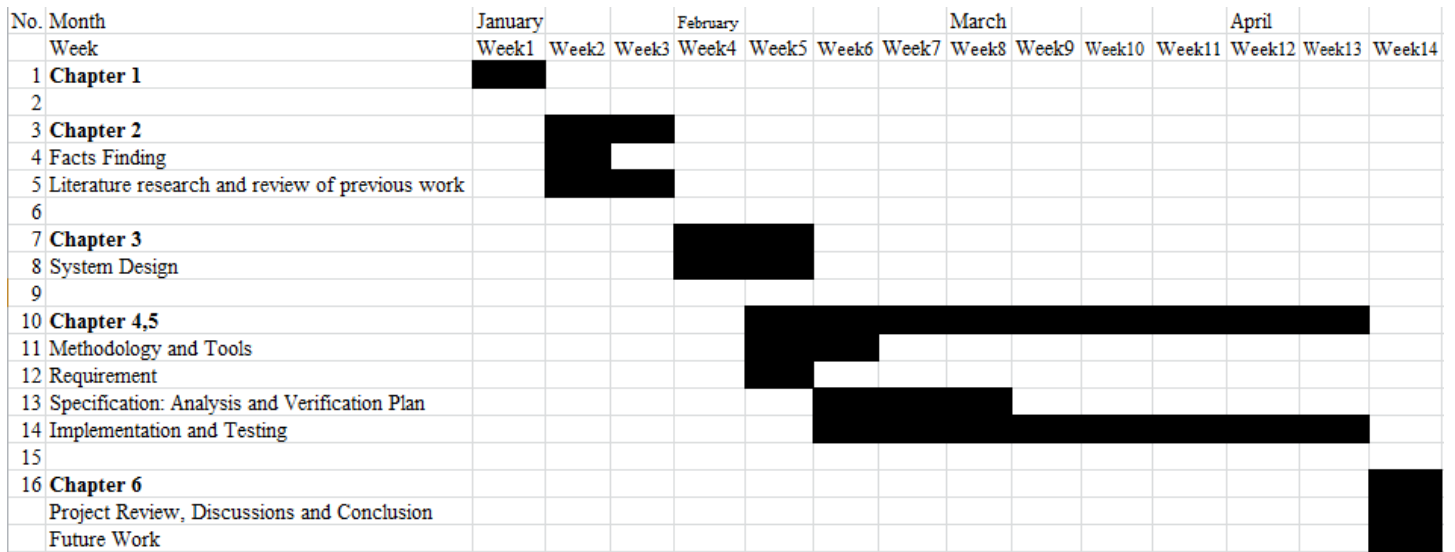 No. Month January February March April
Week Week1 Week2 Week3 Week4 Week5 Week6 Week7 Week8 Week9 Week10 Week11 Week12 Week13 Week14
1 Chapter 1
2
3 Chapter 2
4 Facts Finding
5 Literature research and review of previous work
6
7 Chapter 3
8 System Design
9
10 Chapter 4,5
11 Methodology and Tools
12 Requirement
13 Specification: Analysis and Verification Plan
14 Implementation and Testing
15
16 Chapter 6
Project Review, Discussions and Conclusion
Future Work